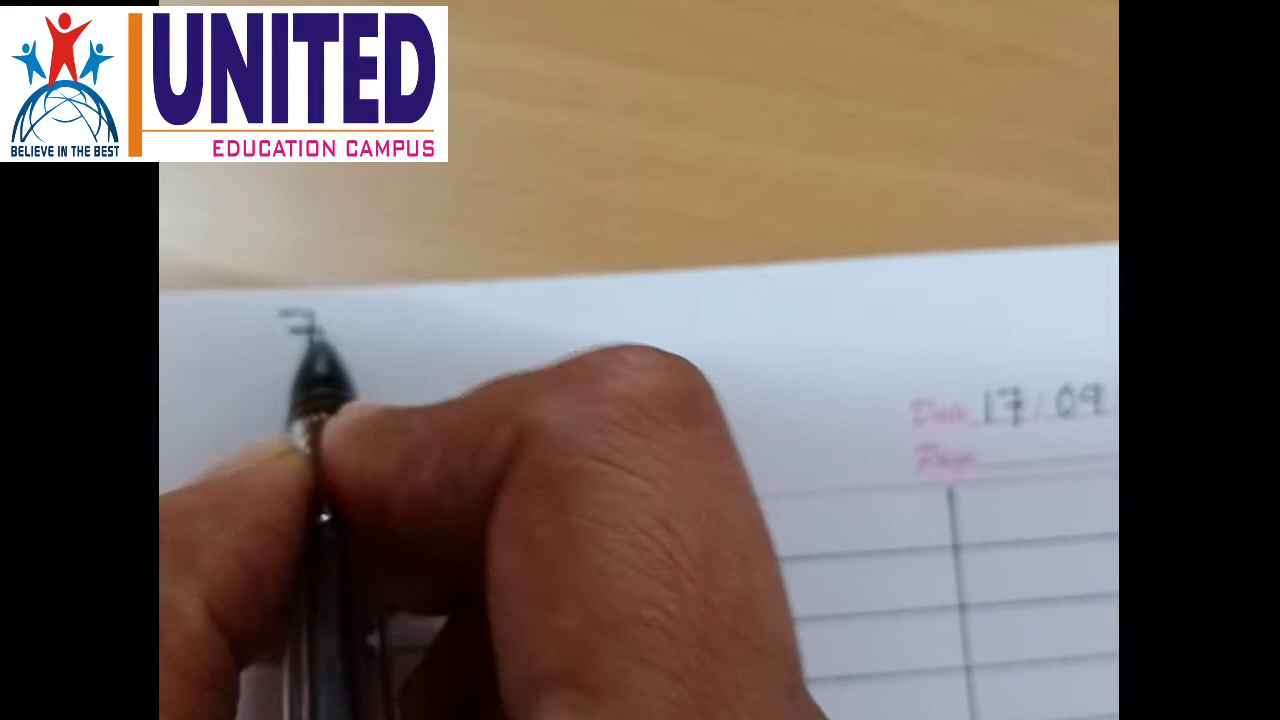 UNITED
EDUCATION CAMPUS
BELIEVE IN THE BEST
Date 17/09/
Page